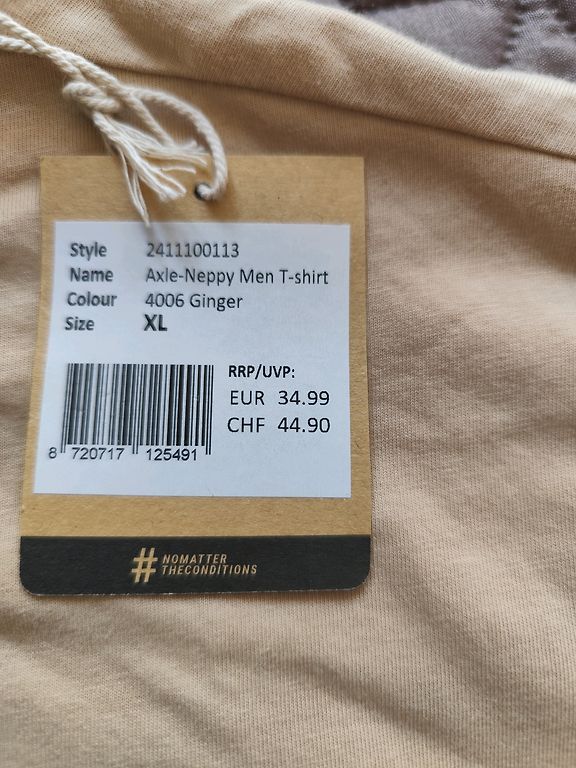 Style 2411100113
Name Axle-Neppy Men T-shirt
Colour 4006 Ginger
Size XL
RRP/UVP:
EUR 34.99
CHF 44.90
8 720717 125491
# NOMATTER
THECONDITIONS